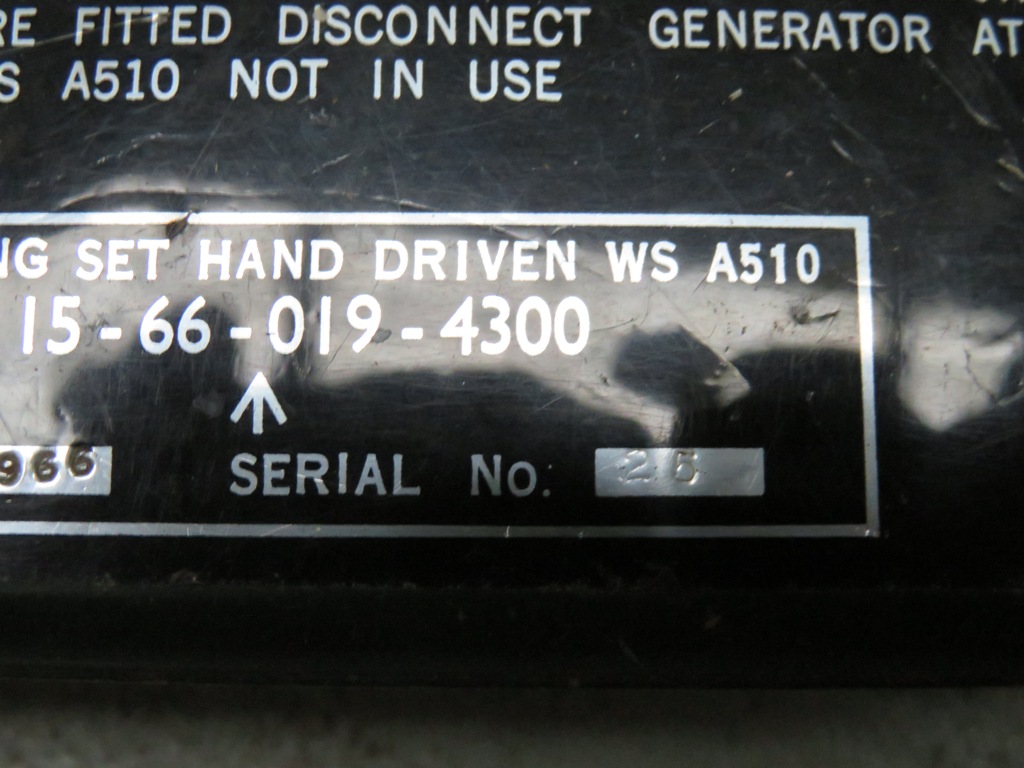 RE FITTED DISCONNECT GENERATOR AT
S A510 NOT IN USE
NG SET HAND DRIVEN WS A510
15-66-019-4300
966 SERIAL No: 25